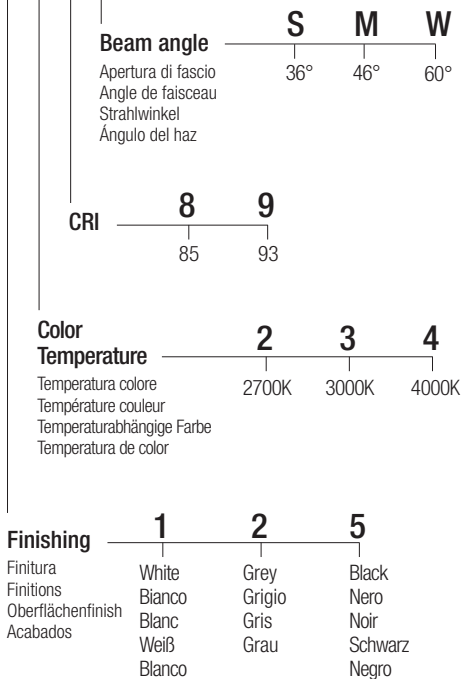 S M W
Beam angle
36° 46° 60°
Apertura di fascio
Angle de faisceau
Strahlwinkel
Ángulo del haz
8 9
CRI
85 93
Color
Temperature
2 3 4
2700K 3000K 4000K
Temperatura colore
Température couleur
Temperaturabhängige Farbe
Temperatura de color
1 2 5
Finishing
Finitura
Finitions
Oberflächenfinish
Acabados
White Grey Black
Bianco Grigio Nero
Blanc Gris Noir
Weiß Grau Schwarz
Blanco Negro